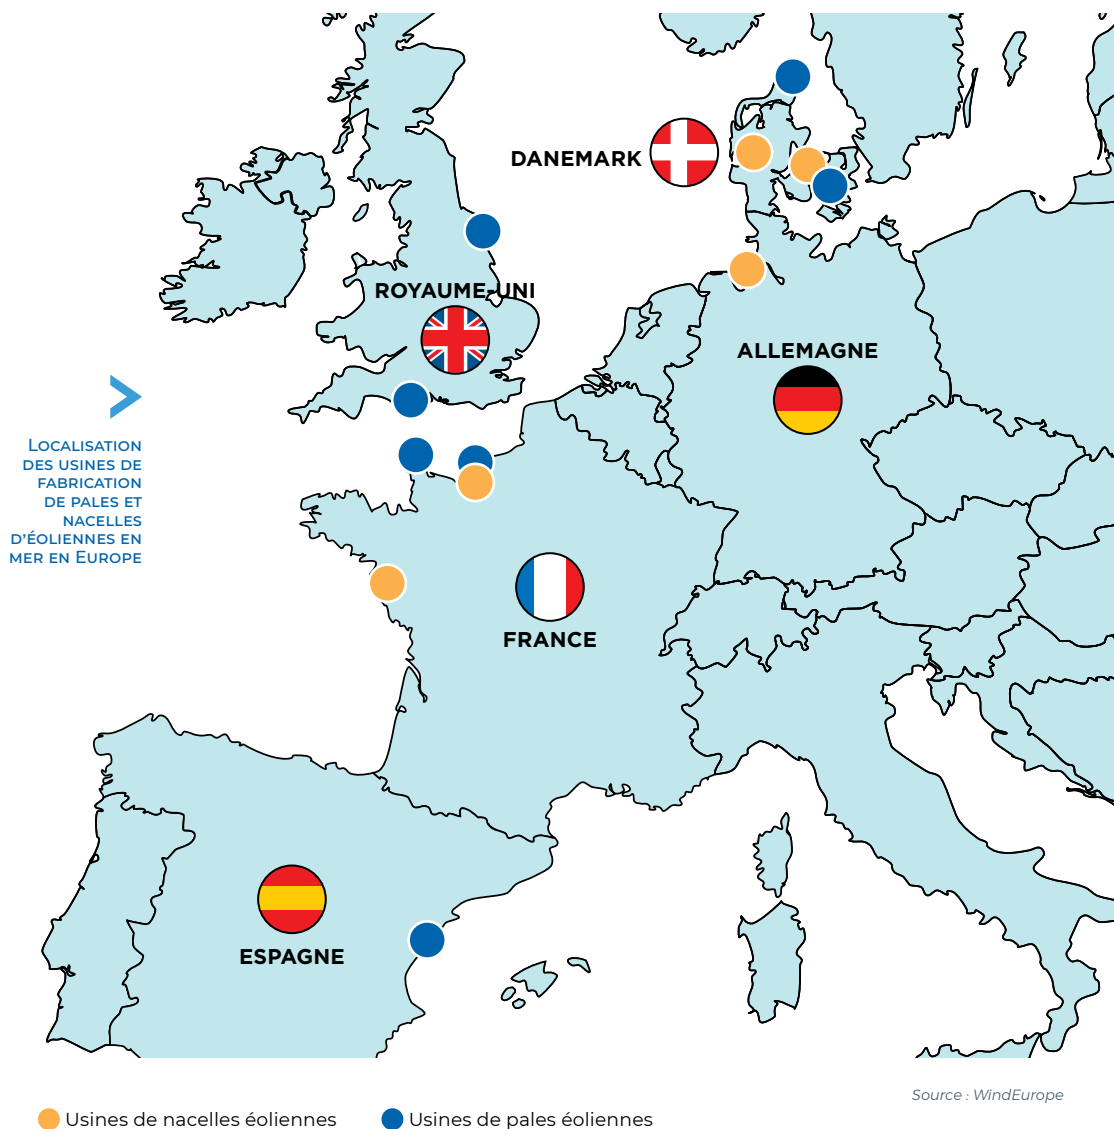 DANEMARK
ROYAUME-UNI
ALLEMAGNE
LOCALISATION
DES USINES DE
FABRICATION
DE PALES ET
NACELLES
D'ÉOLIENNES EN
MER EN EUROPE
FRANCE
ESPAGNE
Source : WindEurope
Usines de nacelles éoliennes
Usines de pales éoliennes